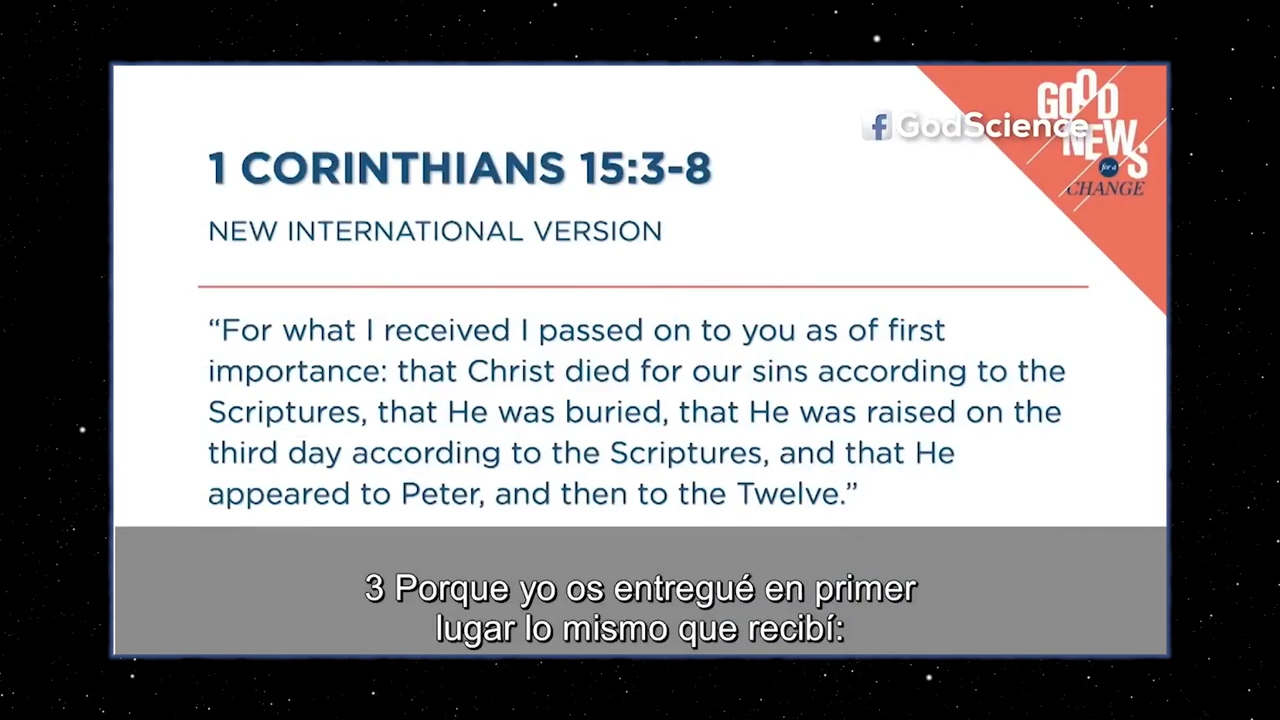 GOOD
NEWS
for a
CHANGE
GodScience
1 CORINTHIANS 15:3-8
NEW INTERNATIONAL VERSION
“For what I received I passed on to you as of first
importance: that Christ died for our sins according to the
Scriptures, that He was buried, that He was raised on the
third day according to the Scriptures, and that He
appeared to Peter, and then to the Twelve.”
3 Porque yo os entregué en primer
lugar lo mismo que recibí: